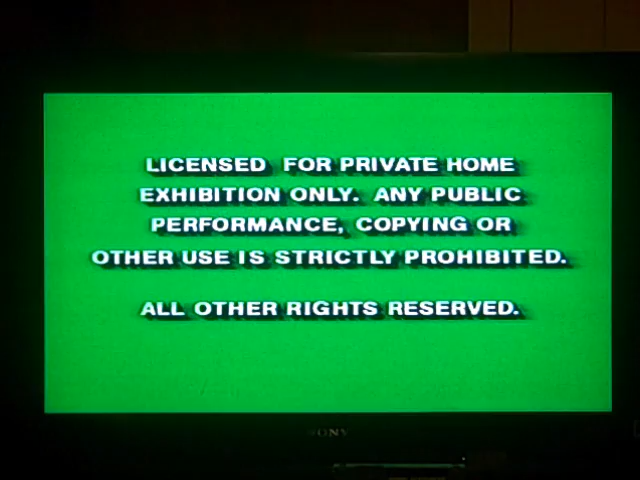 LICENSED FOR PRIVATE HOME
EXHIBITION ONLY. ANY PUBLIC
PERFORMANCE, COPYING OR
OTHER USE IS STRICTLY PROHIBITED.
ALL OTHER RIGHTS RESERVED.
SONY